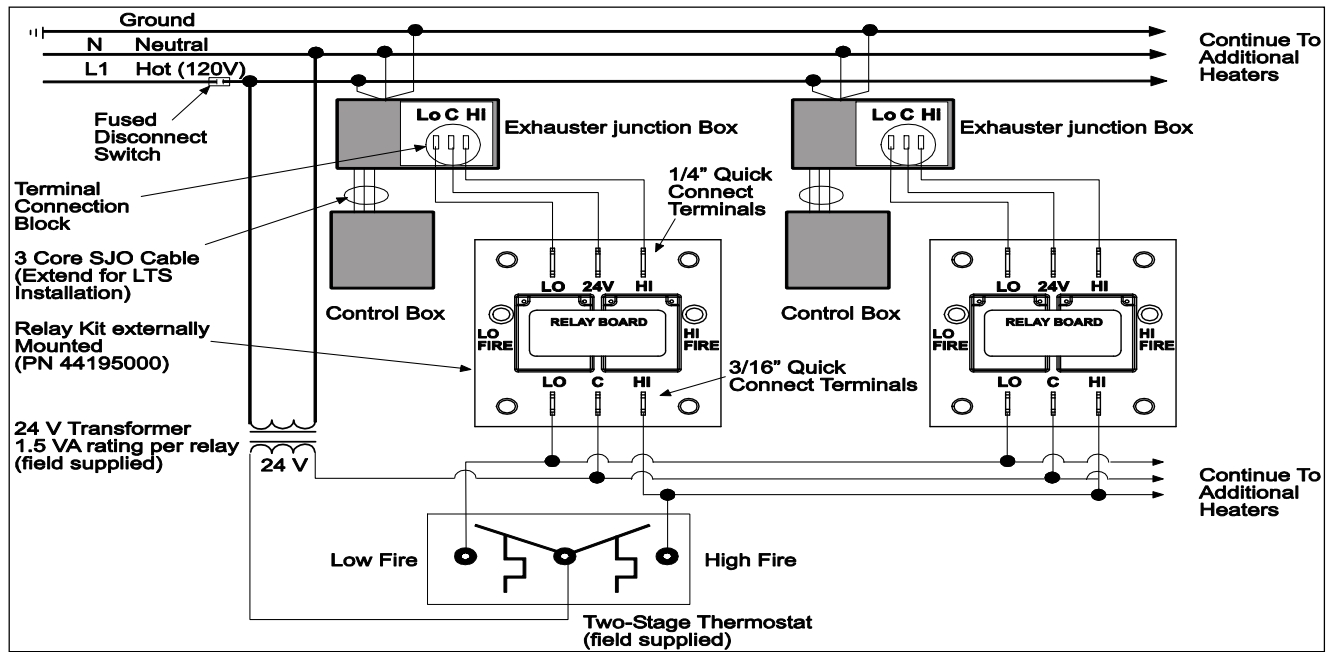 Ground
N Neutral
L1 Hot (120V)
Continue To
Additional
Heaters
Fused
Disconnect
Switch
Lo C HI
Exhauster junction Box
Lo C HI
Exhauster junction Box
Terminal
Connection
Block
1/4" Quick
Connect
Terminals
3 Core SJO Cable
(Extend for LTS
Installation)
Control Box
Control Box
LO 24V HI
RELAY BOARD
LO
FIRE
HI
FIRE
LO C HI
LO 24V HI
RELAY BOARD
LO
FIRE
HI
FIRE
LO C HI
Relay Kit externally
Mounted
(PN 44195000)
3/16" Quick
Connect Terminals
24 V Transformer
1.5 VA rating per relay
(field supplied)
24 V
Continue To
Additional
Heaters
Low Fire
High Fire
Two-Stage Thermostat
(field supplied)